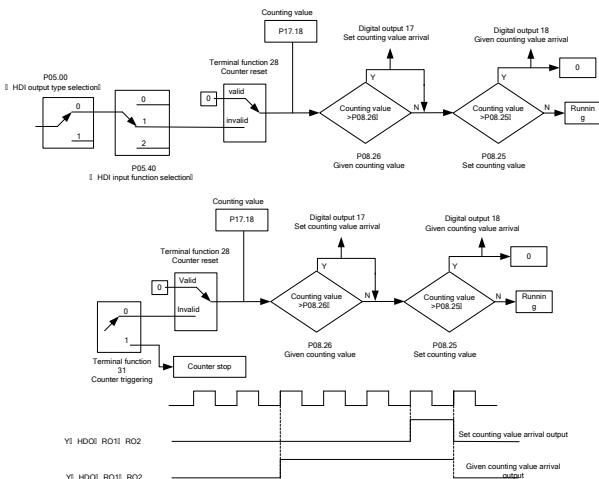 Counting value
P17.18
Digital output 17
Set counting value arrival
Digital output 18
Given counting value arrival
Terminal function 28
Counter reset
P05.00
HDI output type selection
0
1
0
1
2
P05.40
HDI input function selection
0
valid
invalid
Counting value
>P08.26
Y
N
P08.26
Given counting value
Counting value
>P08.25
Y
N
P08.25
Set counting value
0
Runnin
g
Counting value
P17.18
Digital output 17
Set counting value arrival
Digital output 18
Given counting value arrival
Terminal function 28
Counter reset
0
Valid
Invalid
0
1
Terminal function
31
Counter triggering
Counter stop
Counting value
>P08.26
Y
N
P08.26
Given counting value
Counting value
>P08.25
Y
N
P08.25
Set counting value
0
Runnin
g
Y HDO RO1 RO2
Set counting value arrival output
Y HDO RO1 RO2
Given counting value arrival
output